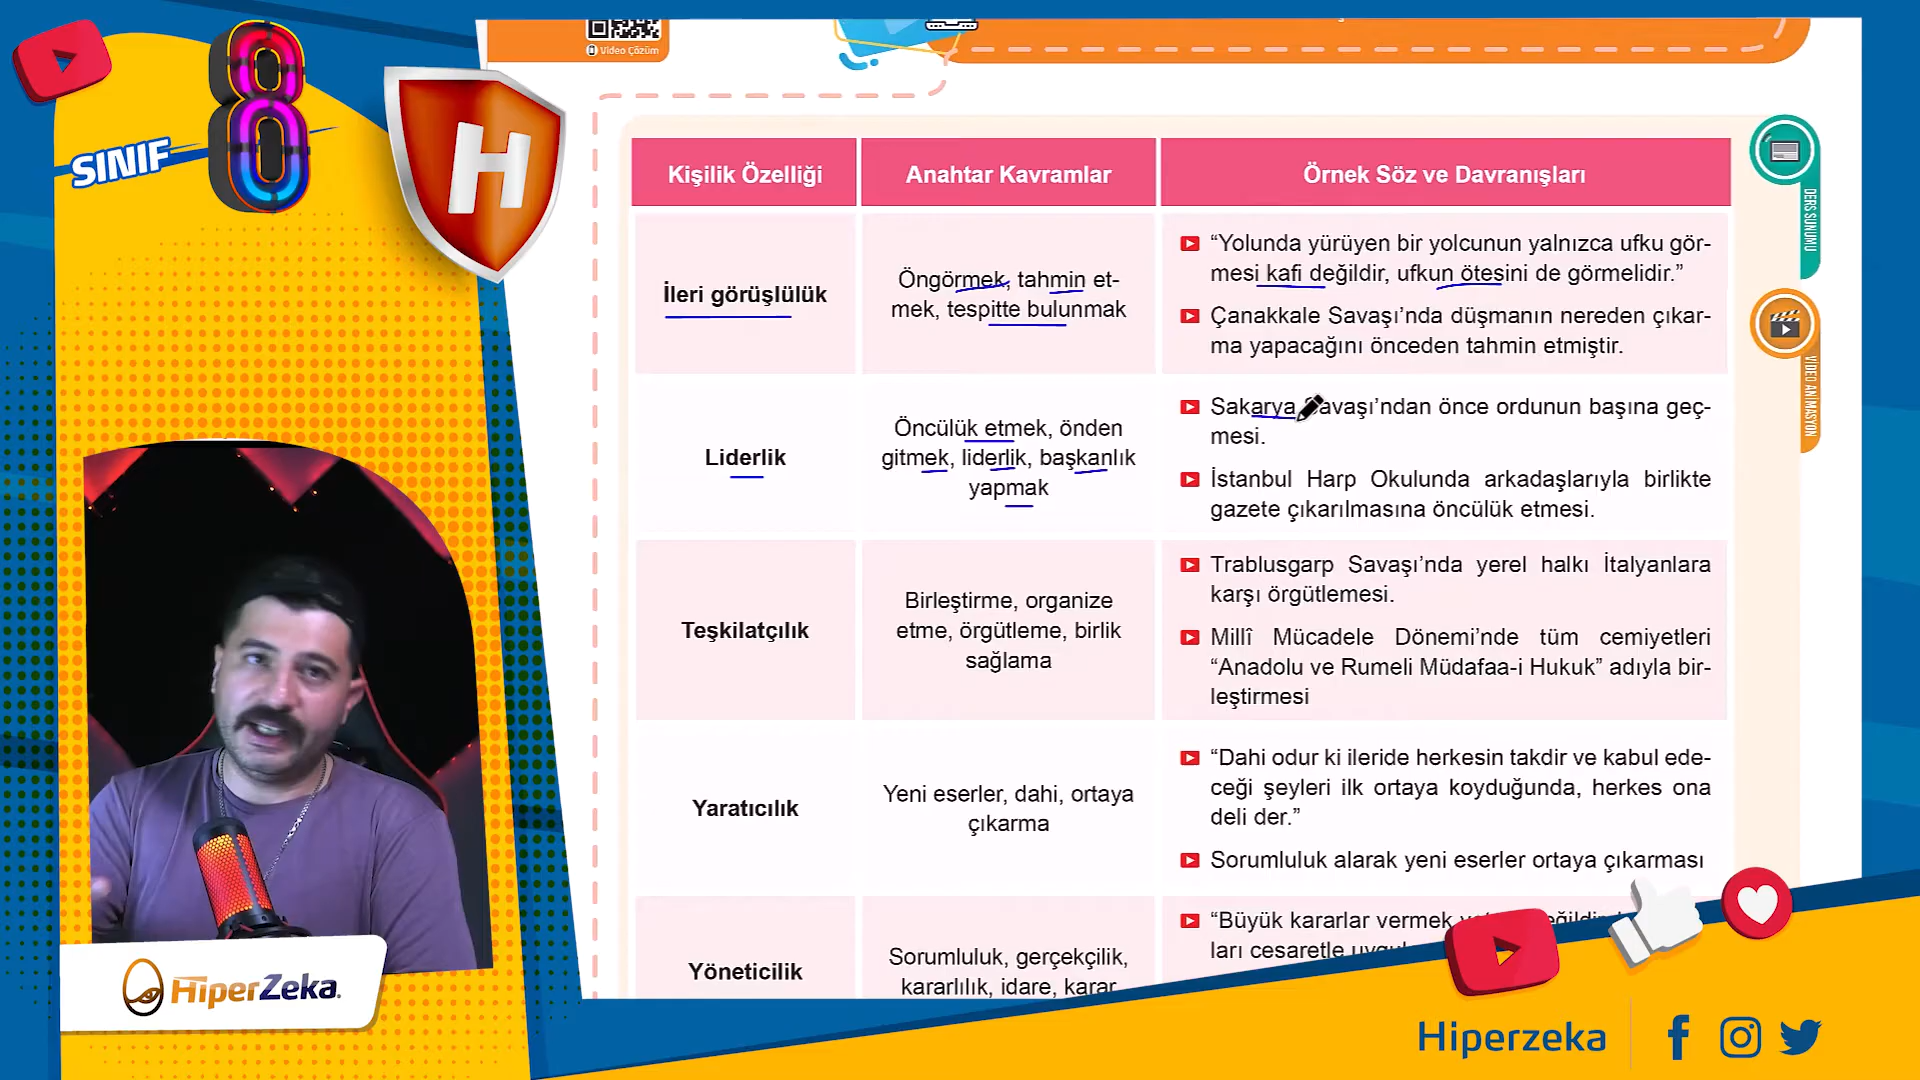 Video Çözüm
8
SINIF
H
DERS SUNUMU
VİDEO ANİMASYON
Kişilik Özelliği
Anahtar Kavramlar
Örnek Söz ve Davranışları
İleri görüşlülük
Öngörmek, tahmin et-
mek, tespitte bulunmak
“Yolunda yürüyen bir yolcunun yalnızca ufku gör-
mesi kafi değildir, ufkun ötesini de görmelidir.”
Çanakkale Savaşı’nda düşmanın nereden çıkar-
ma yapacağını önceden tahmin etmiştir.
Liderlik
Öncülük etmek, önden
gitmek, liderlik, başkanlık
yapmak
Sakarya Savaşı’ndan önce ordunun başına geç-
mesi.
İstanbul Harp Okulunda arkadaşlarıyla birlikte
gazete çıkarılmasına öncülük etmesi.
Teşkilatçılık
Birleştirme, organize
etme, örgütleme, birlik
sağlama
Trablusgarp Savaşı’nda yerel halkı İtalyanlara
karşı örgütlemesi.
Millî Mücadele Dönemi’nde tüm cemiyetleri
“Anadolu ve Rumeli Müdafaa-i Hukuk” adıyla bir-
leştirmesi
Yaratıcılık
Yeni eserler, dahi, ortaya
çıkarma
“Dahi odur ki ileride herkesin takdir ve kabul ede-
ceği şeyleri ilk ortaya koyduğunda, herkes ona
deli der.”
Sorumluluk alarak yeni eserler ortaya çıkarması
Yöneticilik
Sorumluluk, gerçekçilik,
kararlılık, idare, karar
“Büyük kararlar vermek
ları cesaretle
HiperZeka.
Hiperzeka